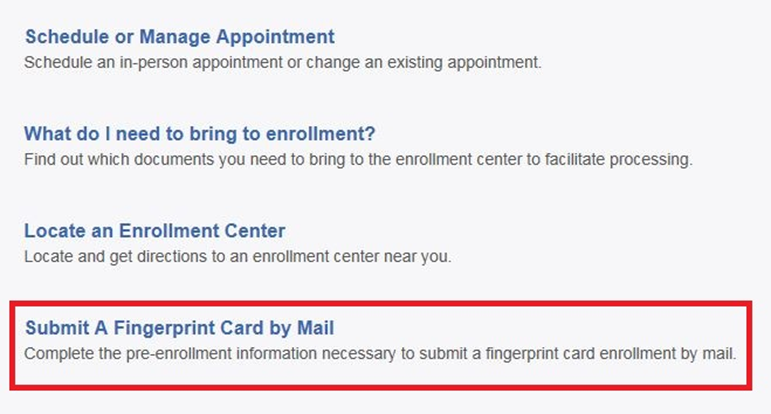 Schedule or Manage Appointment
Schedule an in-person appointment or change an existing appointment.
What do I need to bring to enrollment?
Find out which documents you need to bring to the enrollment center to facilitate processing.
Locate an Enrollment Center
Locate and get directions to an enrollment center near you.
Submit A Fingerprint Card by Mail
Complete the pre-enrollment information necessary to submit a fingerprint card enrollment by mail.